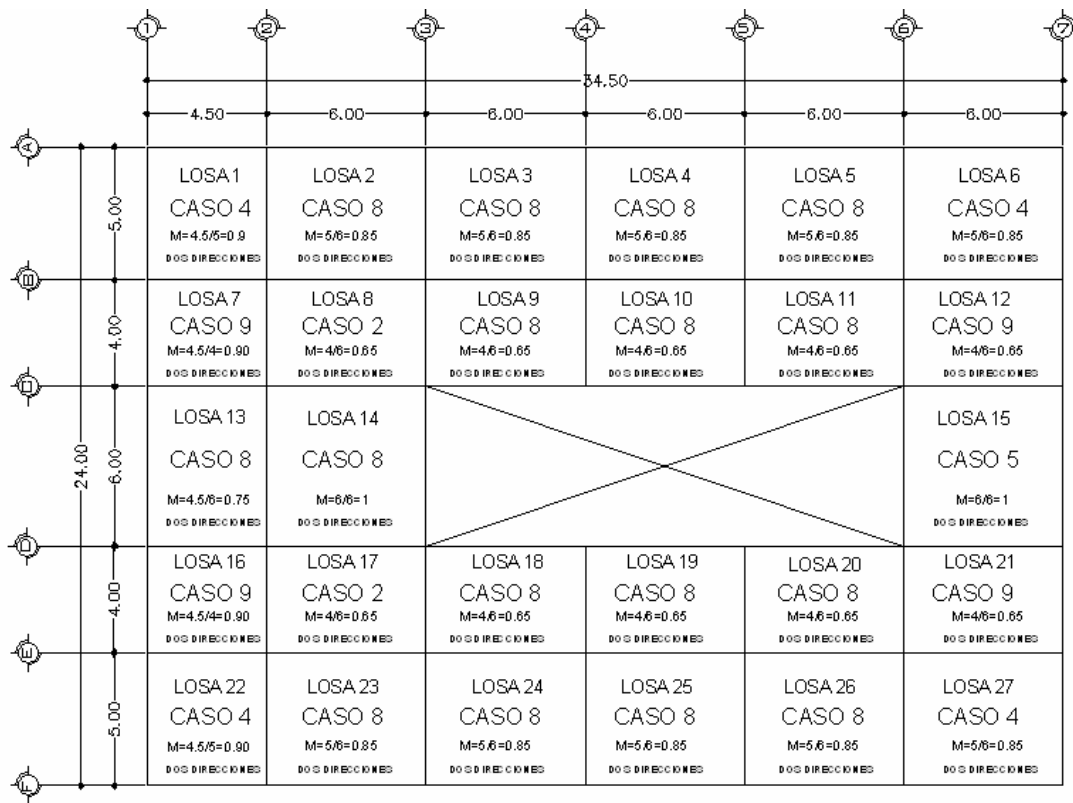 1 2 3 4 5 6 7
34.50
4.50 6.00 6.00 6.00 6.00 6.00
A
5.00
LOSA 1 LOSA 2 LOSA 3 LOSA 4 LOSA 5 LOSA 6
CASO 4 CASO 8 CASO 8 CASO 8 CASO 8 CASO 4
M=4.5/5=0.9 M=5/6=0.85 M=5/6=0.85 M=5/6=0.85 M=5/6=0.85 M=5/6=0.85
DOS DIRECCIONES DOS DIRECCIONES DOS DIRECCIONES DOS DIRECCIONES DOS DIRECCIONES DOS DIRECCIONES
B
4.00
LOSA 7 LOSA 8 LOSA 9 LOSA 10 LOSA 11 LOSA 12
CASO 9 CASO 2 CASO 8 CASO 8 CASO 8 CASO 9
M=4.5/4=0.90 M=4/6=0.65 M=4/6=0.65 M=4/6=0.65 M=4/6=0.65 M=4/6=0.65
DOS DIRECCIONES DOS DIRECCIONES DOS DIRECCIONES DOS DIRECCIONES DOS DIRECCIONES DOS DIRECCIONES
24.00
6.00
LOSA 13 LOSA 14 LOSA 15
CASO 8 CASO 8 CASO 5
M=4.5/6=0.75 M=6/6=1 M=6/6=1
DOS DIRECCIONES DOS DIRECCIONES DOS DIRECCIONES
D
4.00
LOSA 16 LOSA 17 LOSA 18 LOSA 19 LOSA 20 LOSA 21
CASO 9 CASO 2 CASO 8 CASO 8 CASO 8 CASO 9
M=4.5/4=0.90 M=4/6=0.65 M=4/6=0.65 M=4/6=0.65 M=4/6=0.65 M=4/6=0.65
DOS DIRECCIONES DOS DIRECCIONES DOS DIRECCIONES DOS DIRECCIONES DOS DIRECCIONES DOS DIRECCIONES
E
5.00
LOSA 22 LOSA 23 LOSA 24 LOSA 25 LOSA 26 LOSA 27
CASO 4 CASO 8 CASO 8 CASO 8 CASO 8 CASO 4
M=4.5/5=0.90 M=5/6=0.85 M=5/6=0.85 M=5/6=0.85 M=5/6=0.85 M=5/6=0.85
DOS DIRECCIONES DOS DIRECCIONES DOS DIRECCIONES DOS DIRECCIONES DOS DIRECCIONES DOS DIRECCIONES
F